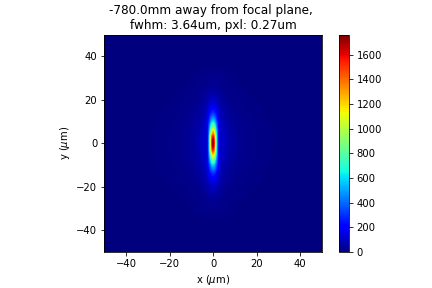 -780.0mm away from focal plane,
fwhm: 3.64um, pxl: 0.27um
40
20
0
−20
−40
y (μm)
−40 −20 0 20 40
x (μm)
1600
1400
1200
1000
800
600
400
200
0